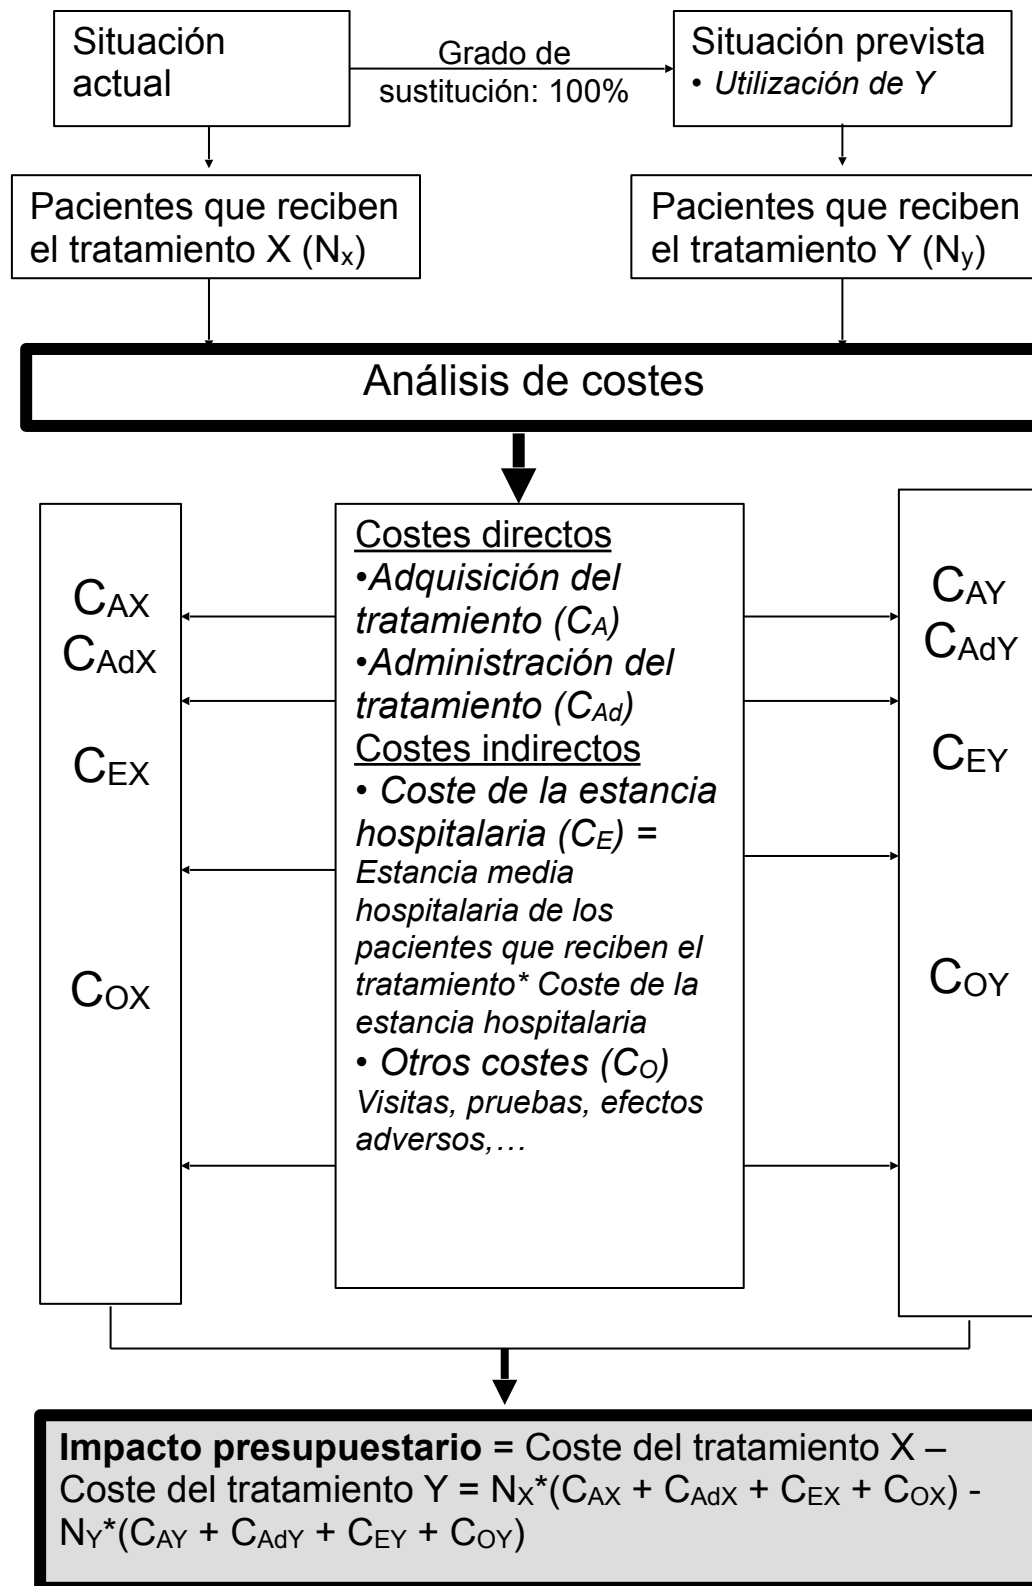 Situación
actual
Grado de
sustitución: 100%
Situación prevista
• Utilización de Y
Pacientes que reciben
el tratamiento X (Nx)
Pacientes que reciben
el tratamiento Y (Ny)
Análisis de costes
CAX
CAdX
CEX
COX
Costes directos
•Adquisición del
tratamiento (CA)
•Administración del
tratamiento (CAd)
Costes indirectos
• Coste de la estancia
hospitalaria (CE) =
Estancia media
hospitalaria de los
pacientes que reciben el
tratamiento* Coste de la
estancia hospitalaria
• Otros costes (CO)
Visitas, pruebas, efectos
adversos,…
CAY
CAdY
CEY
COY
Impacto presupuestario = Coste del tratamiento X –
Coste del tratamiento Y = NX*(CAX + CAdX + CEX + COX) -
NY*(CAY + CAdY + CEY + COY)